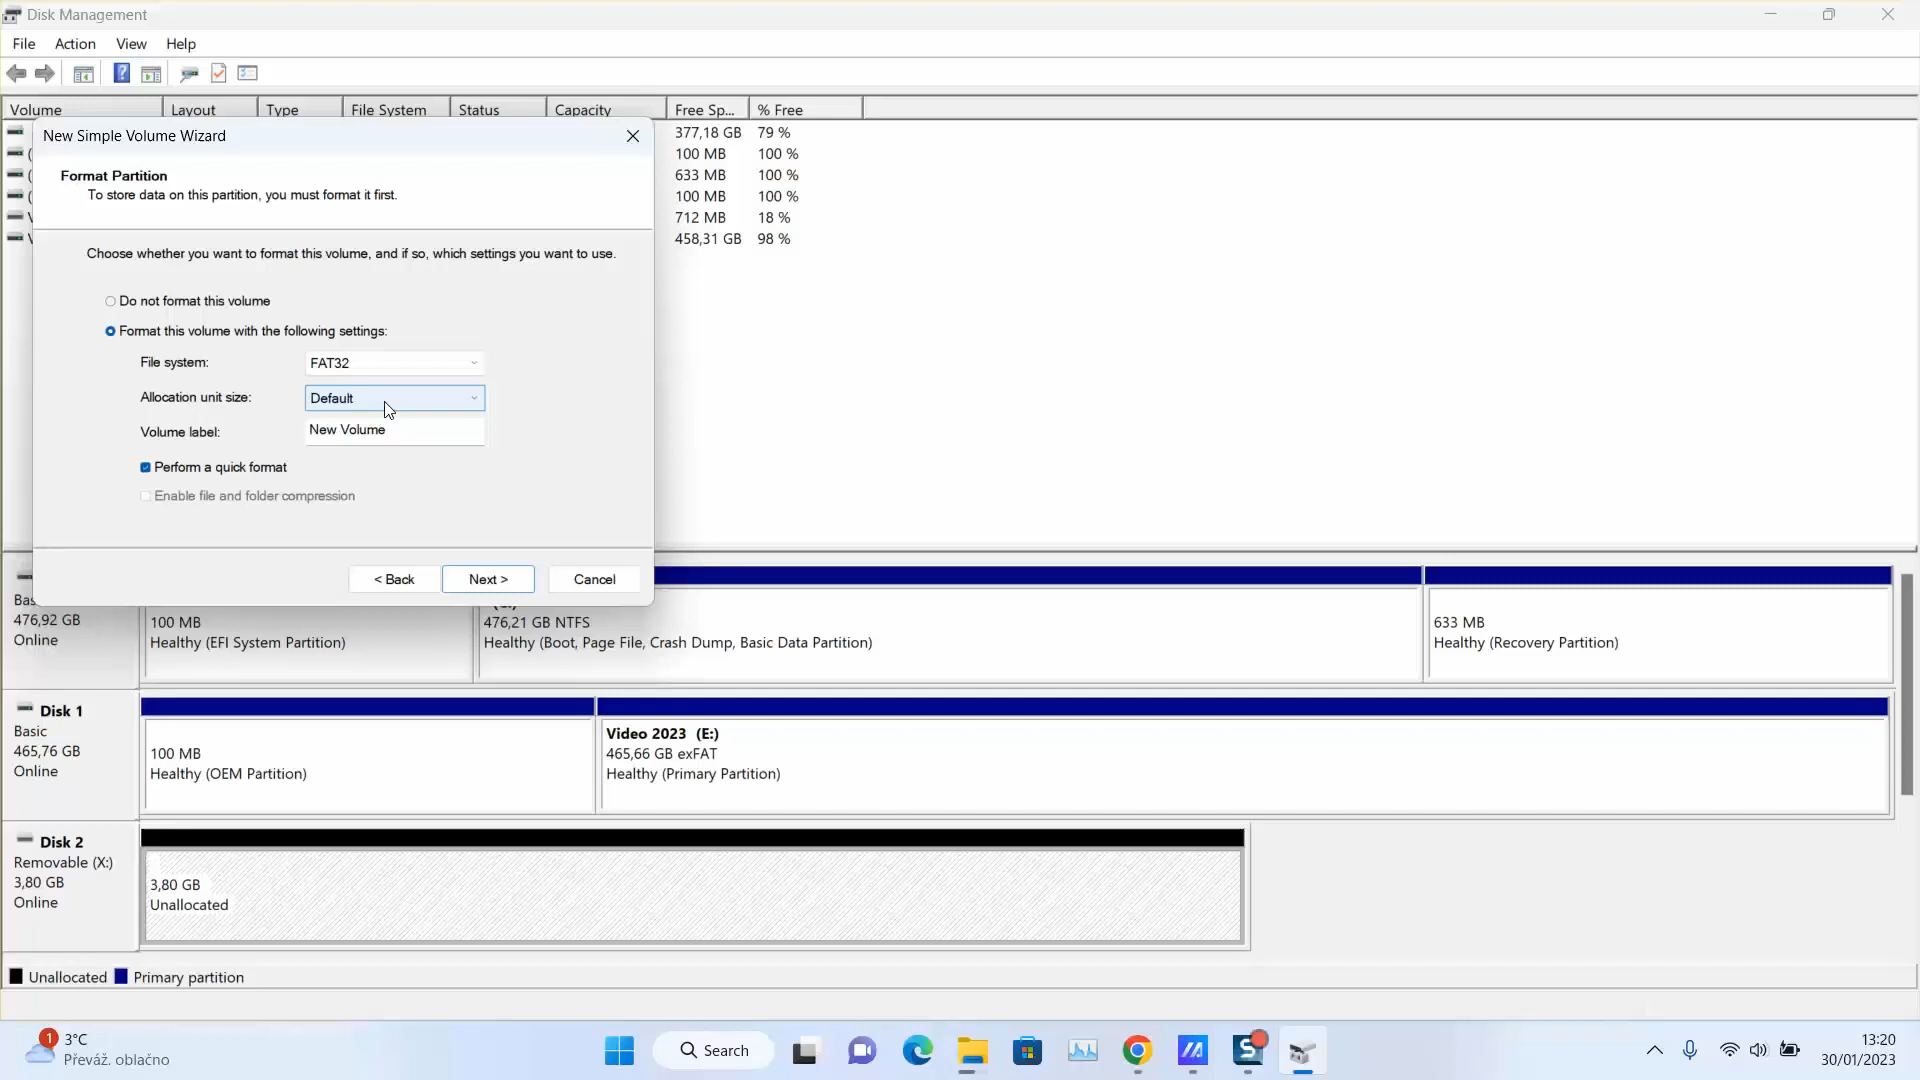 Disk Management
File Action View Help
Volume Layout Type File System Status Capacity Free Sp... % Free
377,18 GB 79 %
100 MB 100 %
633 MB 100 %
100 MB 100 %
712 MB 18 %
458,31 GB 98 %
New Simple Volume Wizard
Format Partition
To store data on this partition, you must format it first.
Choose whether you want to format this volume, and if so, which settings you want to use.
Do not format this volume
Format this volume with the following settings:
File system: FAT32
Allocation unit size: Default
Volume label: New Volume
Perform a quick format
Enable file and folder compression
< Back Next > Cancel
476,92 GB
Online
100 MB
Healthy (EFI System Partition)
476,21 GB NTFS
Healthy (Boot, Page File, Crash Dump, Basic Data Partition)
633 MB
Healthy (Recovery Partition)
Disk 1
Basic
465,76 GB
Online
100 MB
Healthy (OEM Partition)
Video 2023 (E:)
465,66 GB exFAT
Healthy (Primary Partition)
Disk 2
Removable (X:)
3,80 GB
Online
3,80 GB
Unallocated
Unallocated Primary partition
1
3°C
Převáž. oblačno
Search
13:20
30/01/2023